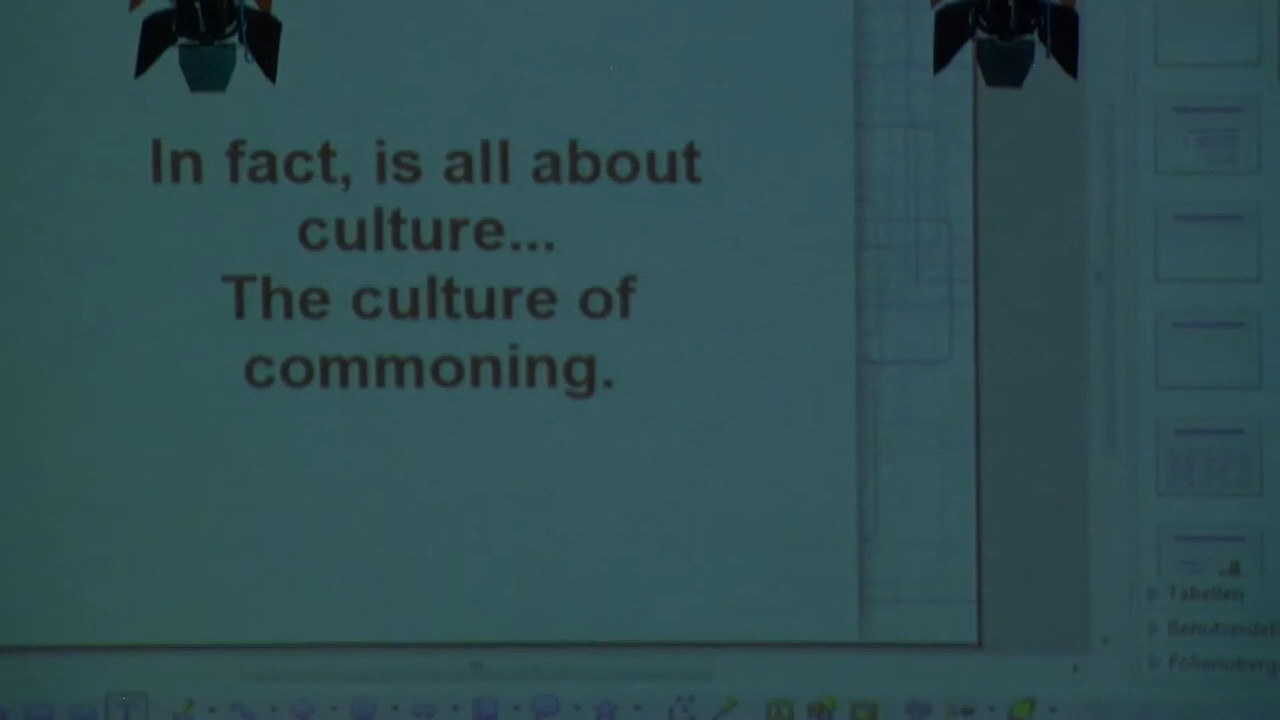 In fact, is all about
culture...
The culture of
commoning.
Tabellen